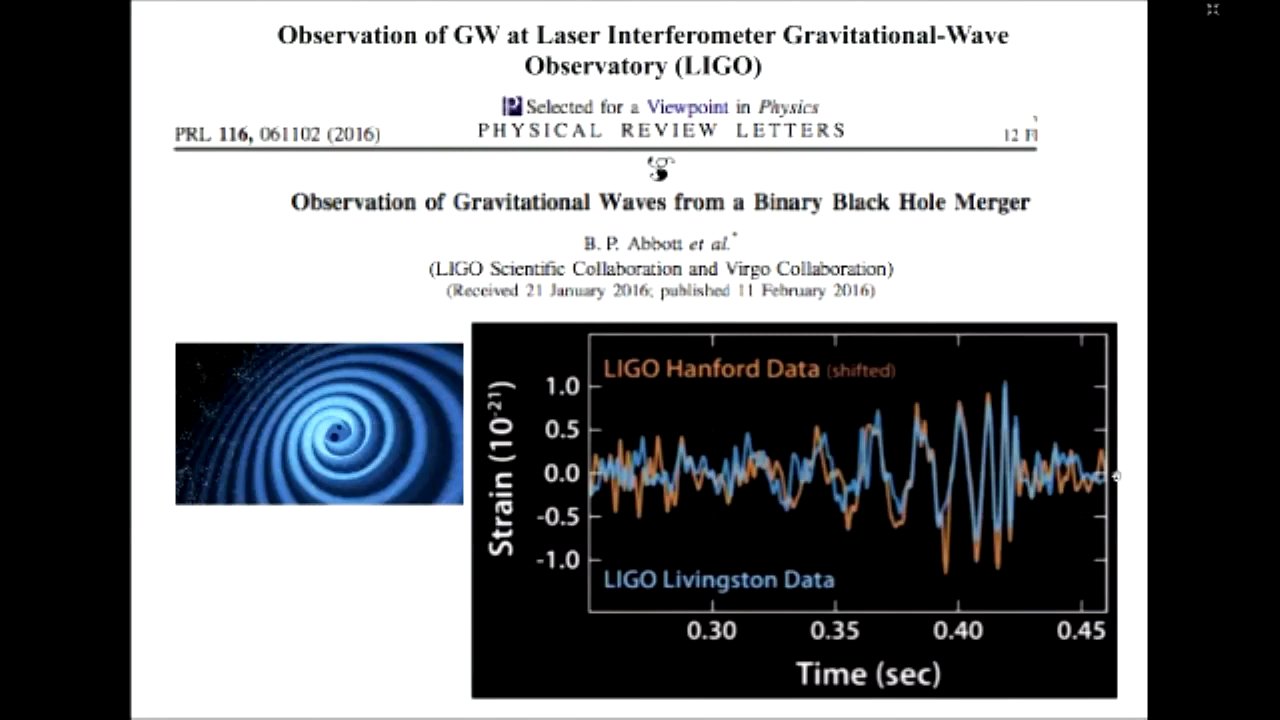 Observation of GW at Laser Interferometer Gravitational-Wave
Observatory (LIGO)
Selected for a Viewpoint in Physics
PRL 116, 061102 (2016)
PHYSICAL REVIEW LETTERS
12
Observation of Gravitational Waves from a Binary Black Hole Merger
B. P. Abbott et al.*
(LIGO Scientific Collaboration and Virgo Collaboration)
(Received 21 January 2016; published 11 February 2016)
LIGO Hanford Data (shifted)
Strain (10-21)
1.0
0.5
0.0
-0.5
-1.0
LIGO Livingston Data
0.30 0.35 0.40 0.45
Time (sec)